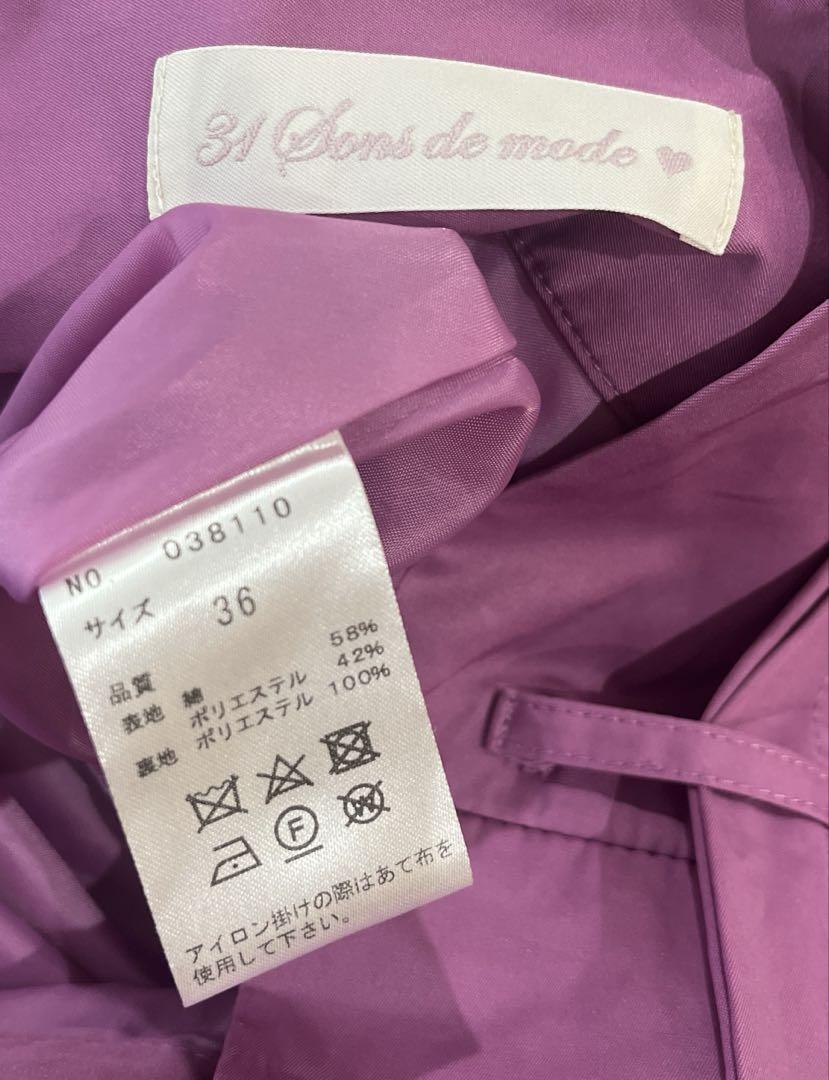 31 Sons de mode
NO. 038110
サイズ 36
品質
表地 綿 58%
ポリエステル 42%
裏地 ポリエステル 100%
F
W
アイロン掛けの際はあて布を
使用して下さい。